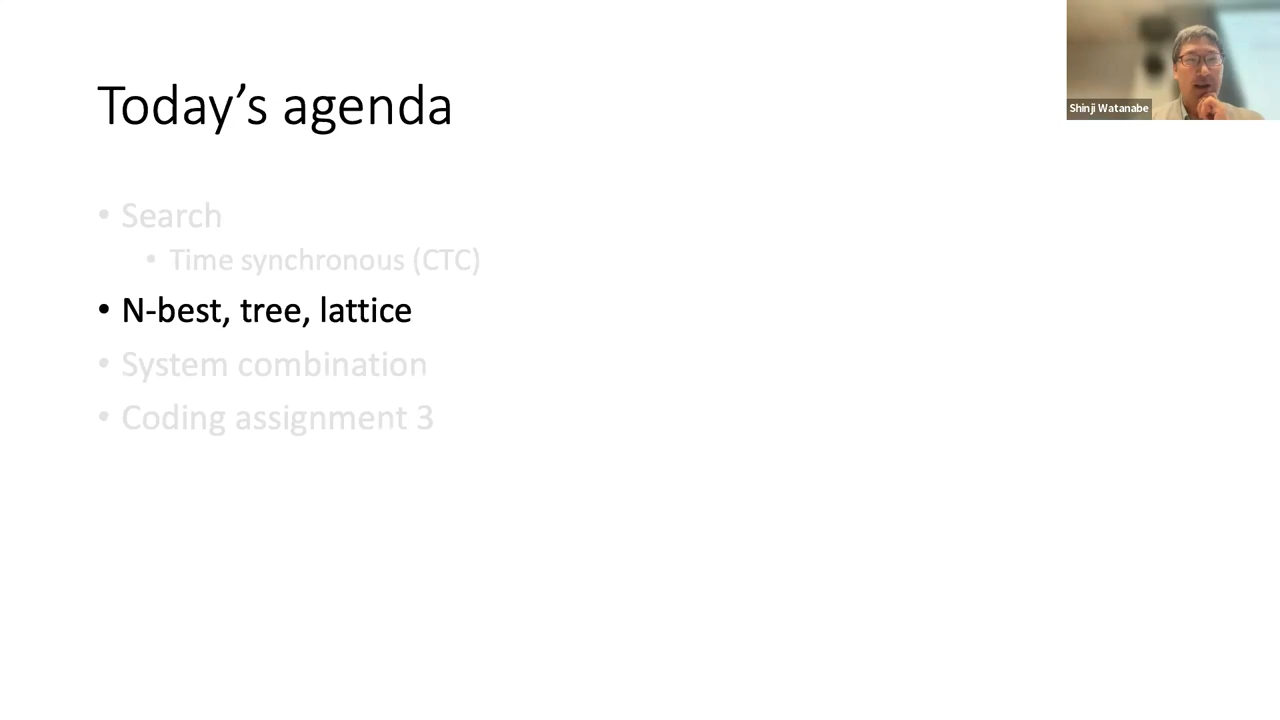 Today’s agenda
Shinji Watanabe
• Search
• Time synchronous (CTC)
• N-best, tree, lattice
• System combination
• Coding assignment 3